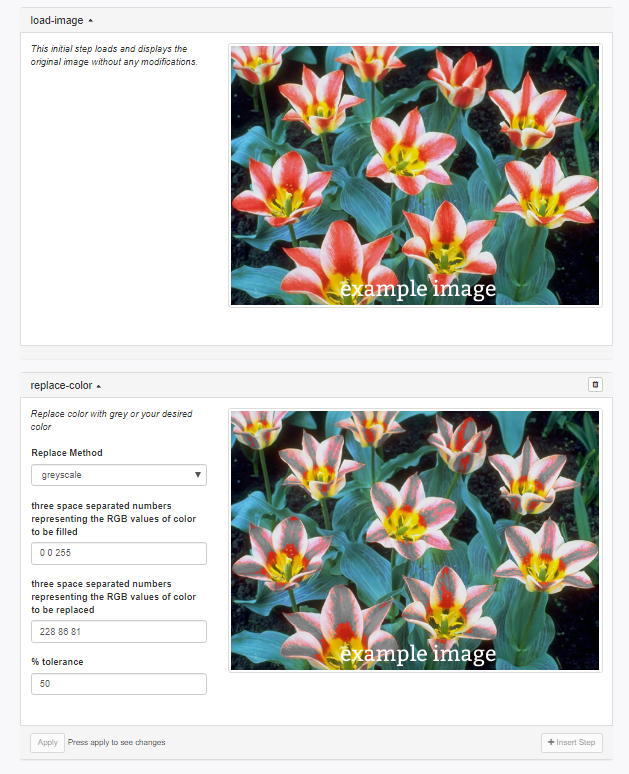 load-image
This initial step loads and displays the
original image without any modifications.
example image
replace-color
Replace color with grey or your desired
color
Replace Method
greyscale
three space separated numbers
representing the RGB values of color
to be filled
0 0 255
three space separated numbers
representing the RGB values of color
to be replaced
228 86 81
% tolerance
50
example image
Apply Press apply to see changes
+ Insert Step